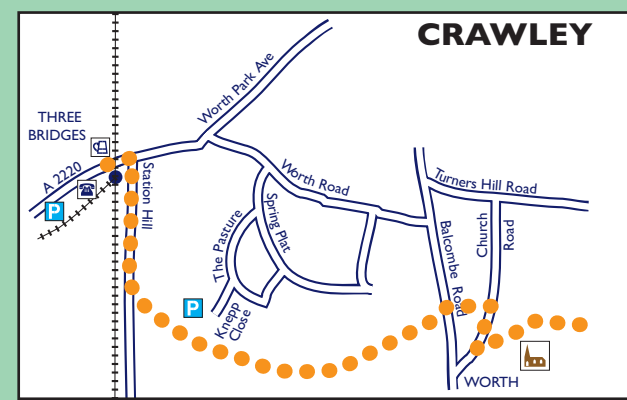 CRAWLEY
THREE
BRIDGES
A 2220
P
Station Hill
Worth Park Ave
Worth Road
Turners Hill Road
The Pasture
Spring Plat
Balcombe Road
Church
Road
P
Knepp
Close
WORTH